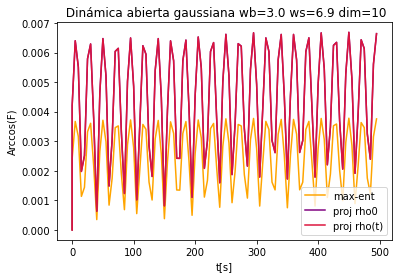 Dinámica abierta gaussiana wb=3.0 ws=6.9 dim=10
0.007
0.006
0.005
0.004
0.003
0.002
0.001
0.000
Arccos(F)
max-ent
proj rho0
proj rho(t)
0 100 200 300 400 500
t[s]